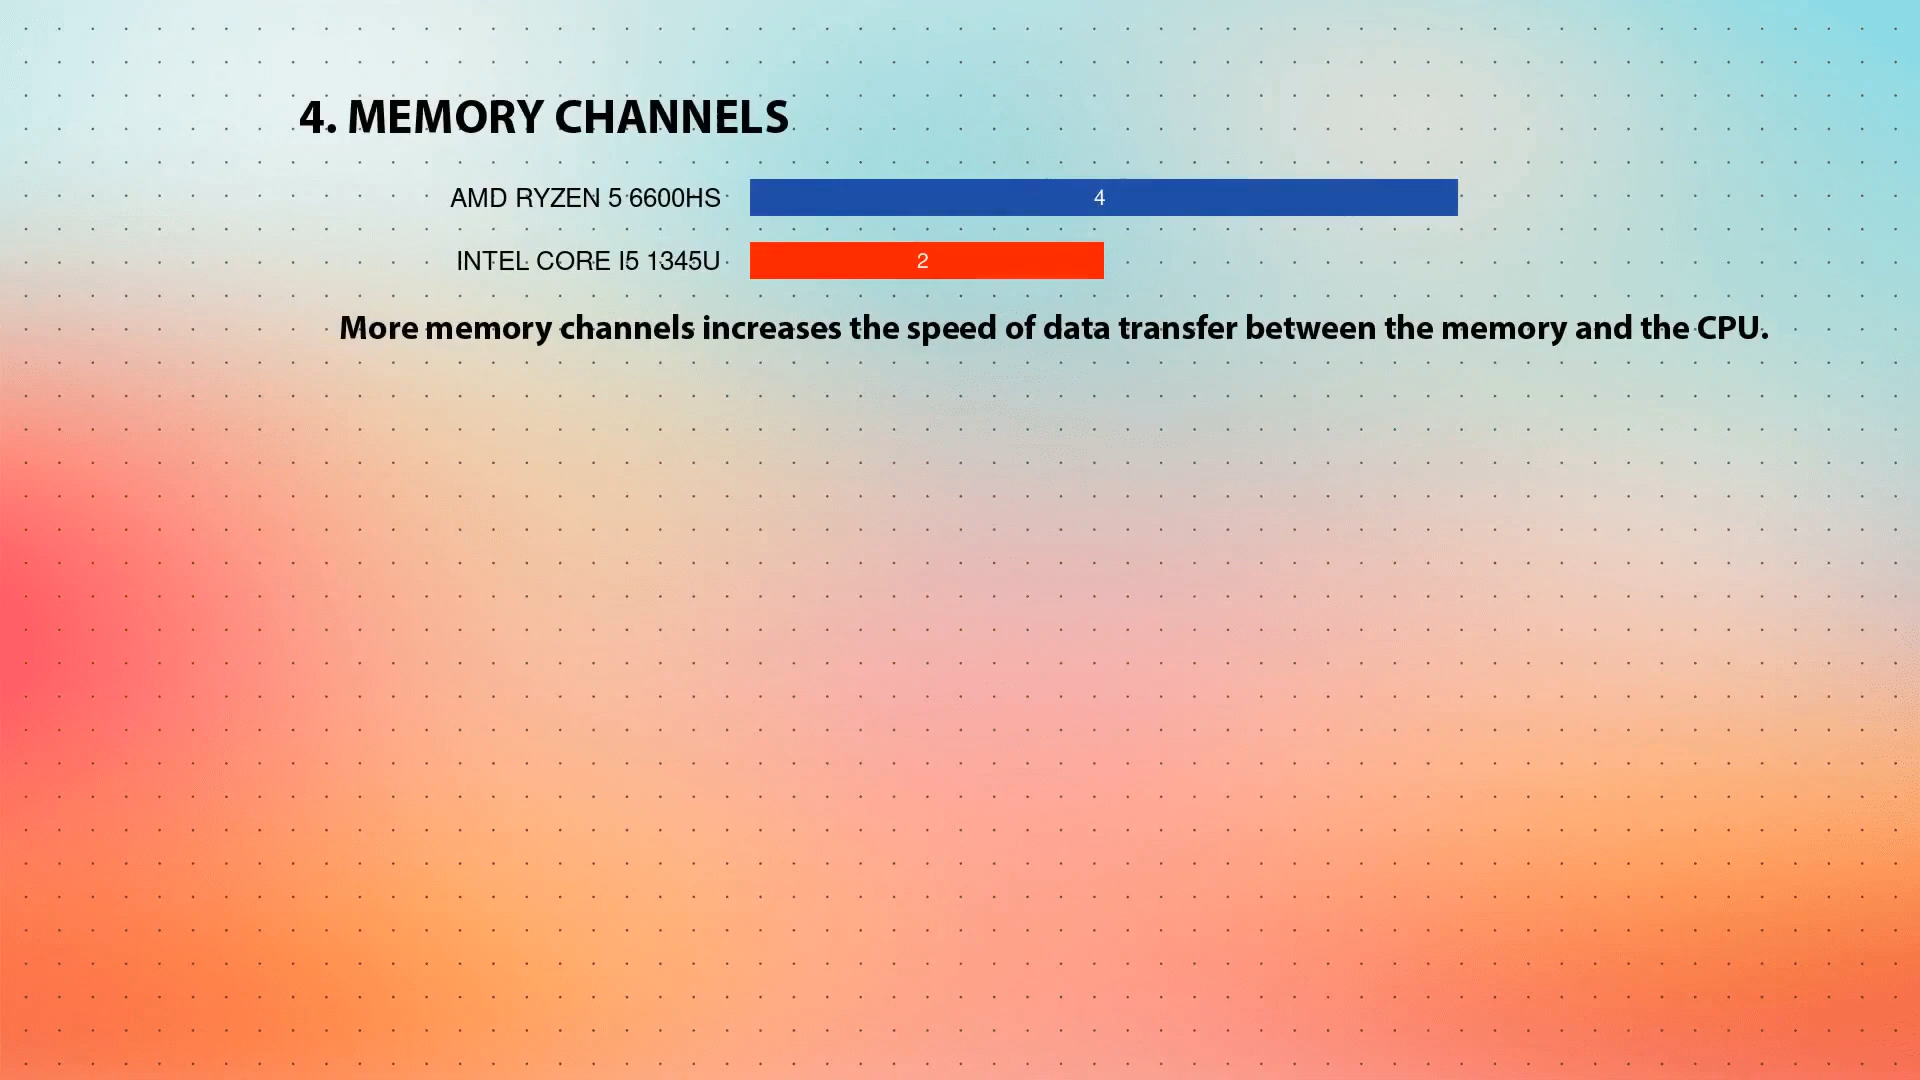 4. MEMORY CHANNELS
AMD RYZEN 5 6600HS
4
INTEL CORE I5 1345U
2
More memory channels increases the speed of data transfer between the memory and the CPU.